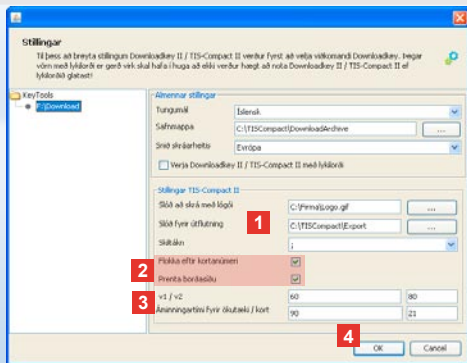 Stillingar
Til þess að breyta stillingum Downloadkey II / TIS-Compact II verður fyrst að velja viðkomandi Downloadkey. Þegar
vörn með lykilorði er gerð virk skal hafa í huga að ekki verður hægt að nota Downloadkey II / TIS-Compact II ef
lykilorðið glatast!
KeyTools
F:\Download
Almennar stillingar
Tungumál
Íslensk
Safnmappa
C:\TISCompact\DownloadArchive
...
Snið skráarheitis
Evrópa
Verja Downloadkey II / TIS-Compact II með lykilorði
Stillingar TIS-Compact II
Slóð að skrá með lógói
C:\Firma\Logo.gif
...
1
Slóð fyrir útflutning
C:\TISCompact\Export
...
Skiltákn
;
2
Flokka eftir kortanúmeri
Prenta borðasíðu
3
v1 / v2
60
80
Áminningartími fyrir ökutæki / kort
90
21
4
OK
Cancel